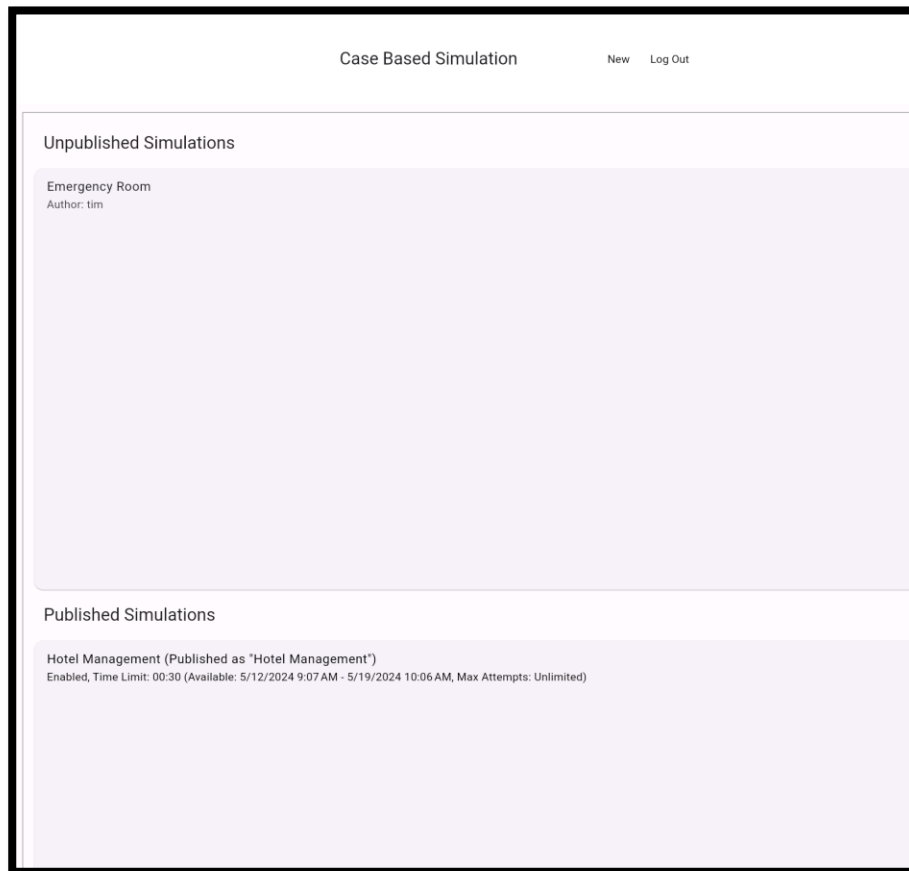 Case Based Simulation New Log Out
Unpublished Simulations
Emergency Room
Author: tim
Published Simulations
Hotel Management (Published as "Hotel Management")
Enabled, Time Limit: 00:30 (Available: 5/12/2024 9:07 AM - 5/19/2024 10:06 AM, Max Attempts: Unlimited)